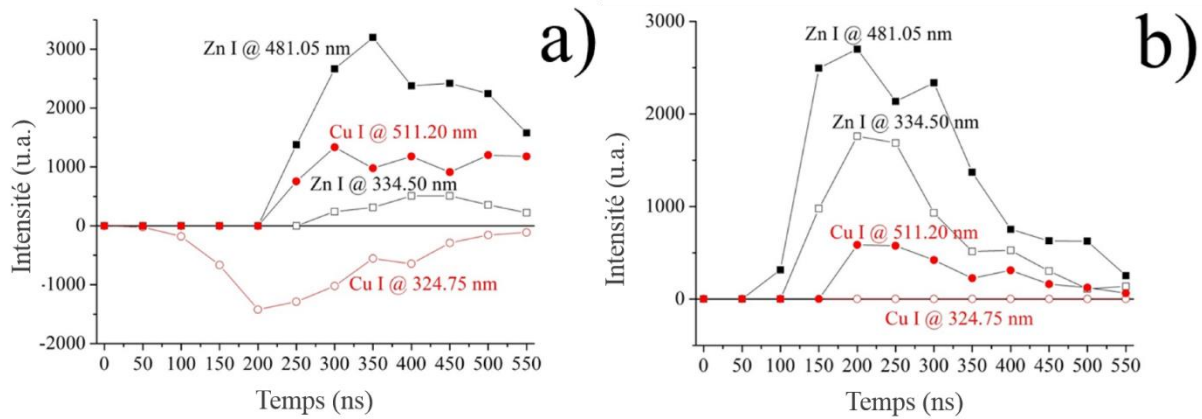 a)
Intensité (u.a.)
3000
2000
1000
0
-1000
-2000
Zn I @ 481.05 nm
Cu I @ 511.20 nm
Zn I @ 334.50 nm
Cu I @ 324.75 nm
0 50 100 150 200 250 300 350 400 450 500 550
Temps (ns)
b)
Intensité (u.a.)
3000
2000
1000
0
Zn I @ 481.05 nm
Zn I @ 334.50 nm
Cu I @ 511.20 nm
Cu I @ 324.75 nm
0 50 100 150 200 250 300 350 400 450 500 550
Temps (ns)